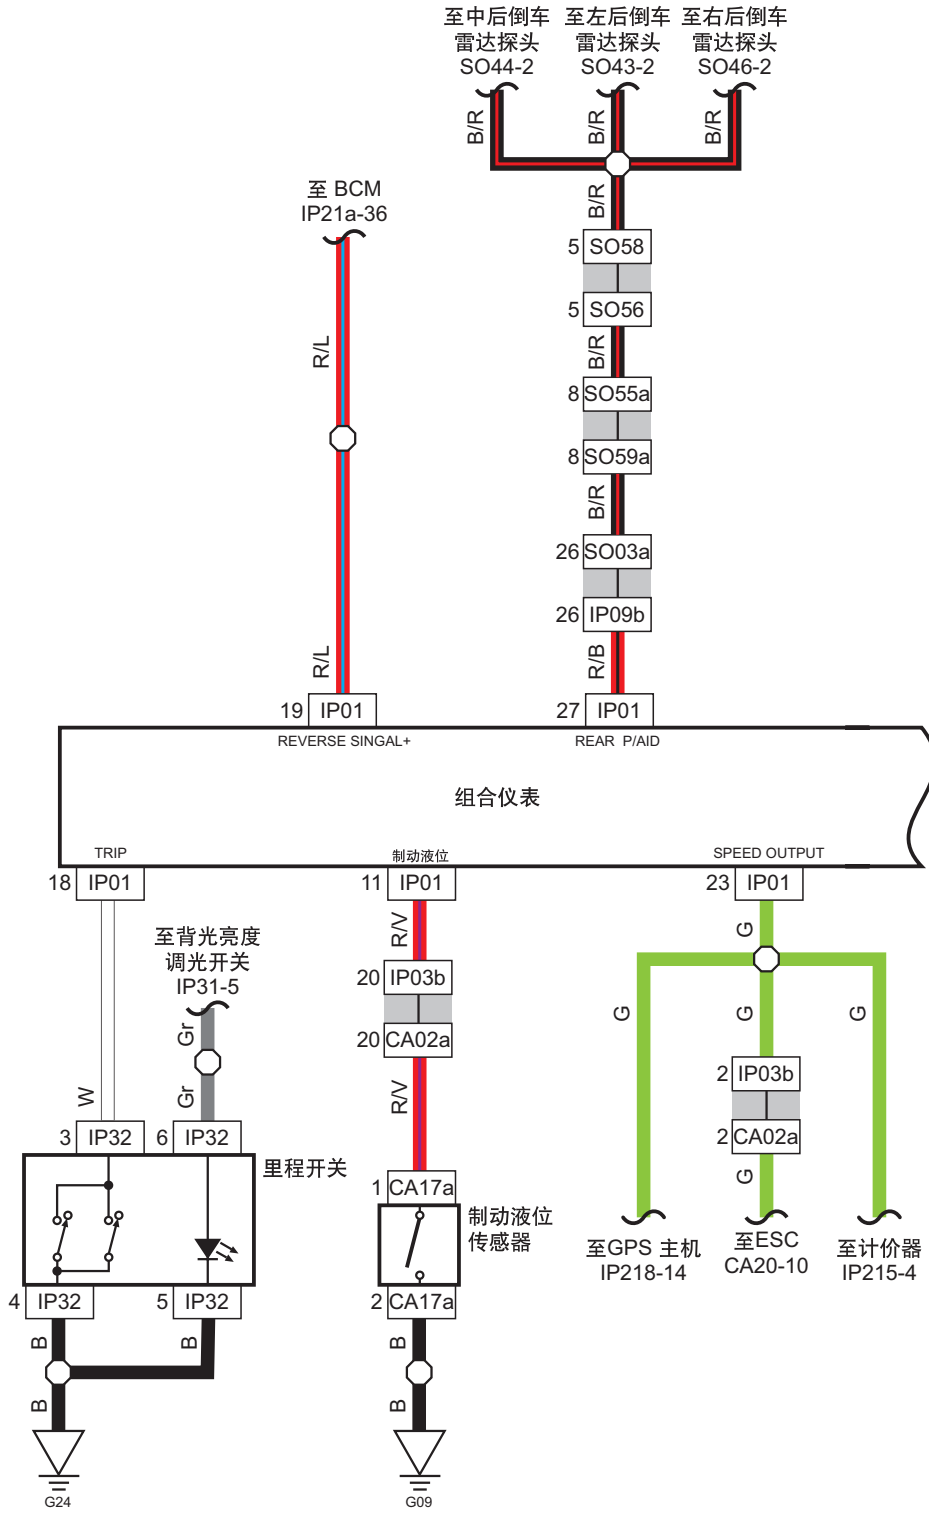 至中后倒车
雷达探头
SO44-2
至左后倒车
雷达探头
SO43-2
至右后倒车
雷达探头
SO46-2
B/R
B/R
B/R
至 BCM
IP21a-36
B/R
5 SO58
5 SO56
R/L
B/R
8 SO55a
8 SO59a
B/R
26 SO03a
26 IP09b
R/L
R/B
19 IP01
27 IP01
REVERSE SINGAL+
REAR P/AID
组合仪表
TRIP
制动液位
SPEED OUTPUT
18 IP01
11 IP01
23 IP01
至背光亮度
调光开关
IP31-5
R/V
G
20 IP03b
20 CA02a
Gr
G
G
G
Gr
W
R/V
2 IP03b
2 CA02a
G
3 IP32
6 IP32
里程开关
1 CA17a
制动液位
传感器
至GPS 主机
IP218-14
至ESC
CA20-10
至计价器
IP215-4
4 IP32
5 IP32
2 CA17a
B
B
B
B
B
G24
G09